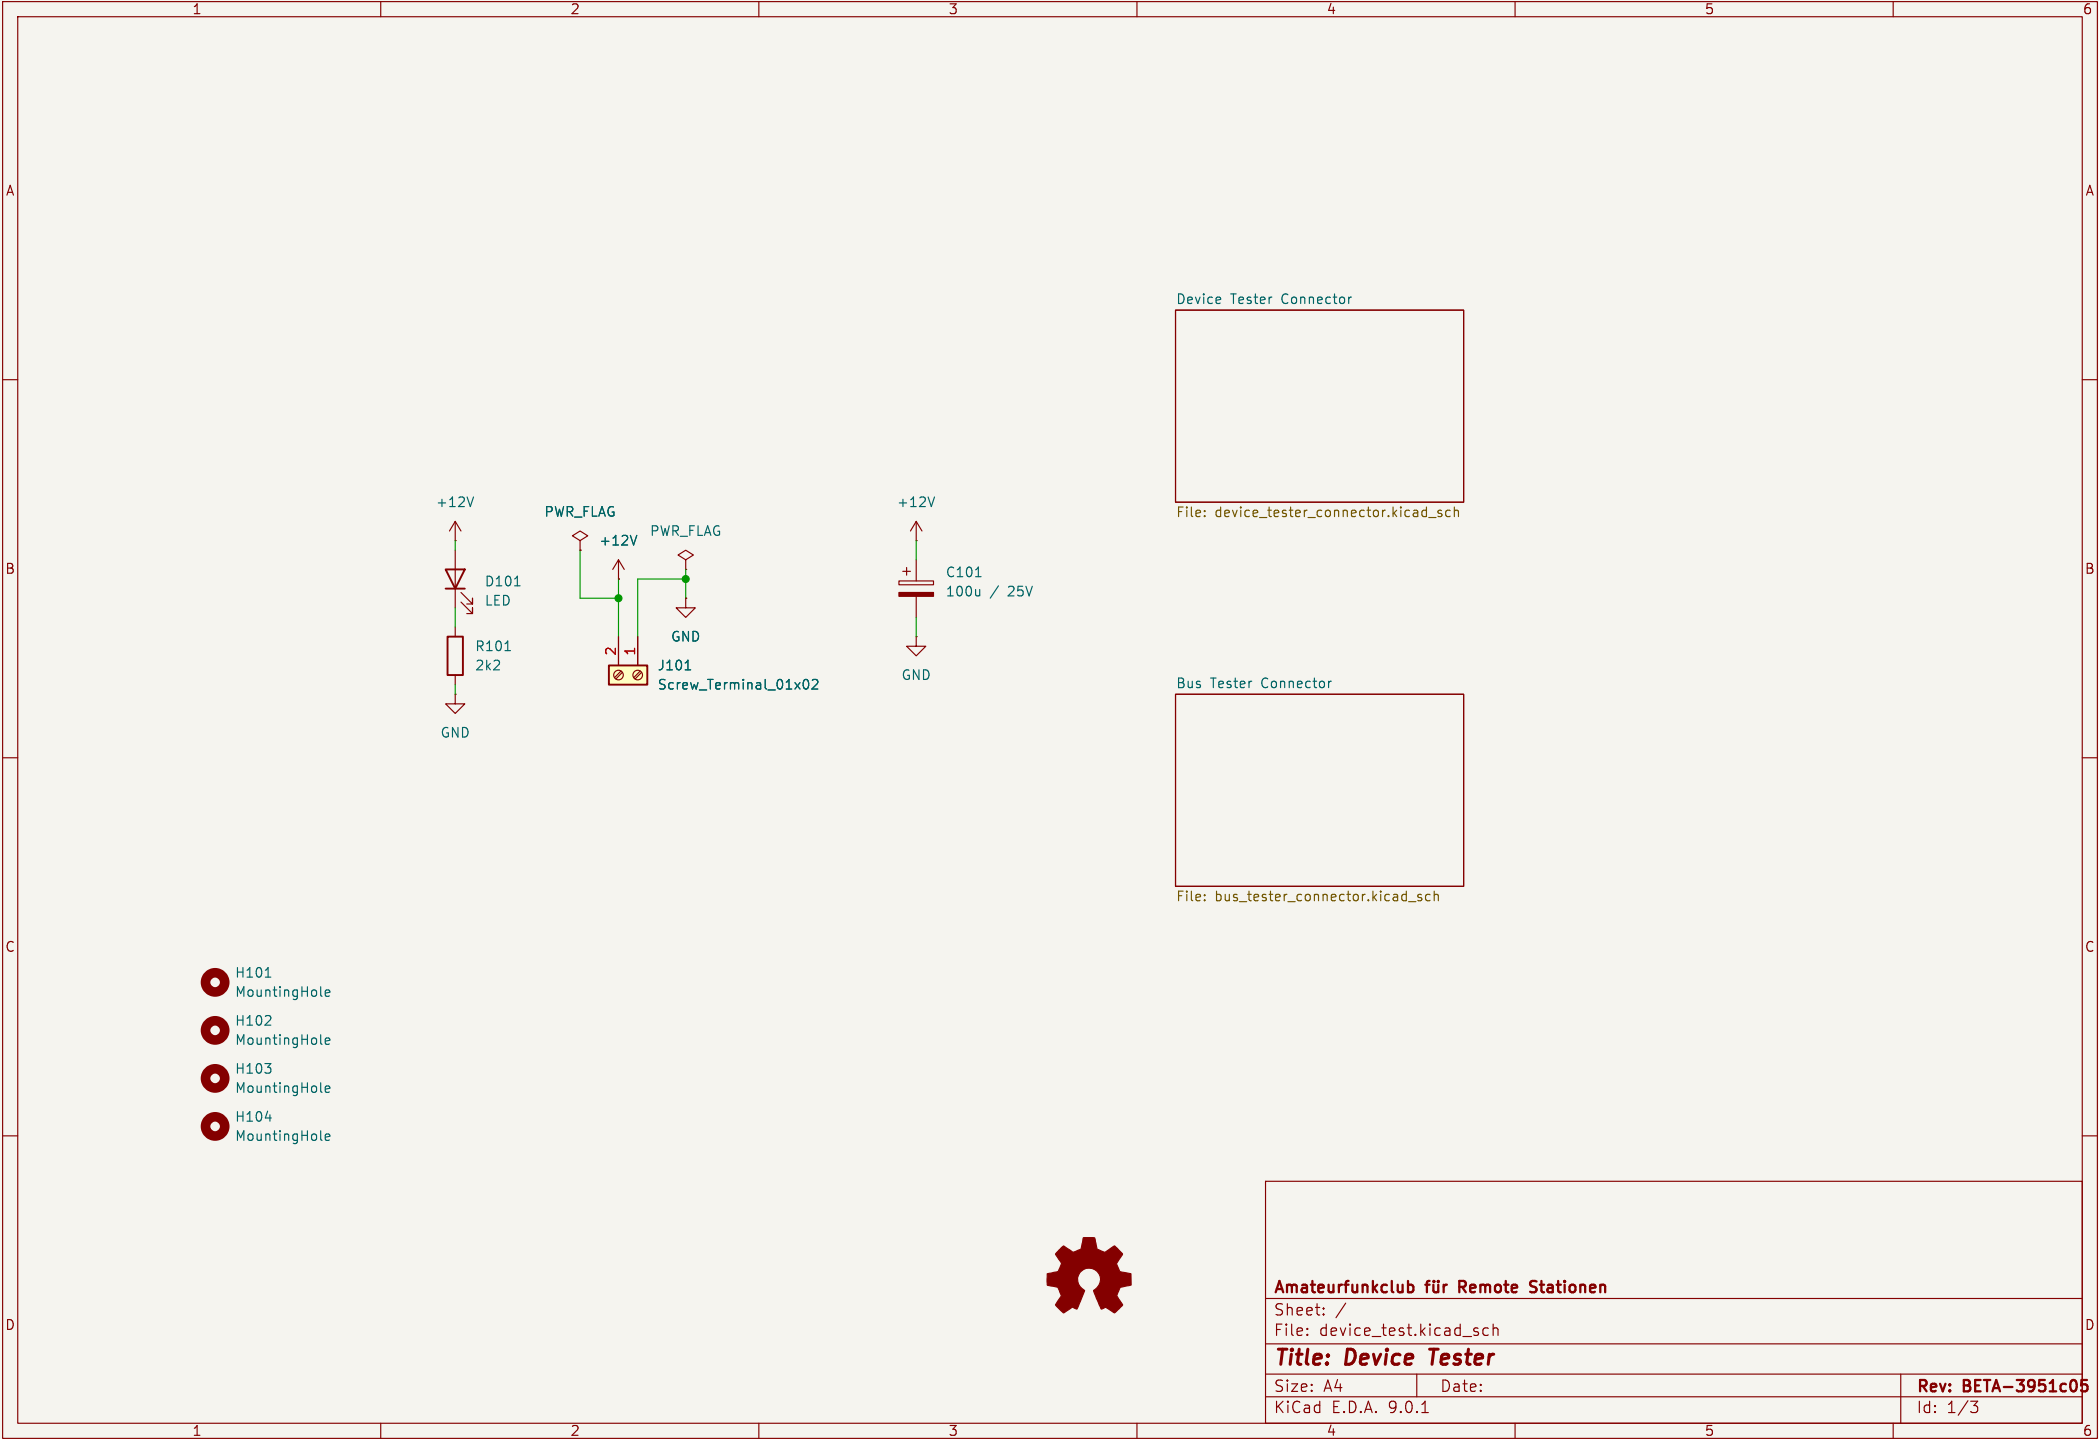 1 2 3 4 5 6
A A
Device Tester Connector
File: device_tester_connector.kicad_sch
+12V
D101
LED
R101
2k2
GND
PWR_FLAG
+12V
PWR_FLAG
GND
2 1
J101
Screw_Terminal_01x02
+12V
+
C101
100u / 25V
GND
B B
Bus Tester Connector
File: bus_tester_connector.kicad_sch
C C
H101
MountingHole
H102
MountingHole
H103
MountingHole
H104
MountingHole
Amateurfunkclub für Remote Stationen
Sheet: /
File: device_test.kicad_sch
D D
Title: Device Tester
Size: A4 Date: Rev: BETA-3951c05
KiCad E.D.A. 9.0.1 Id: 1/3
1 2 3 4 5 6